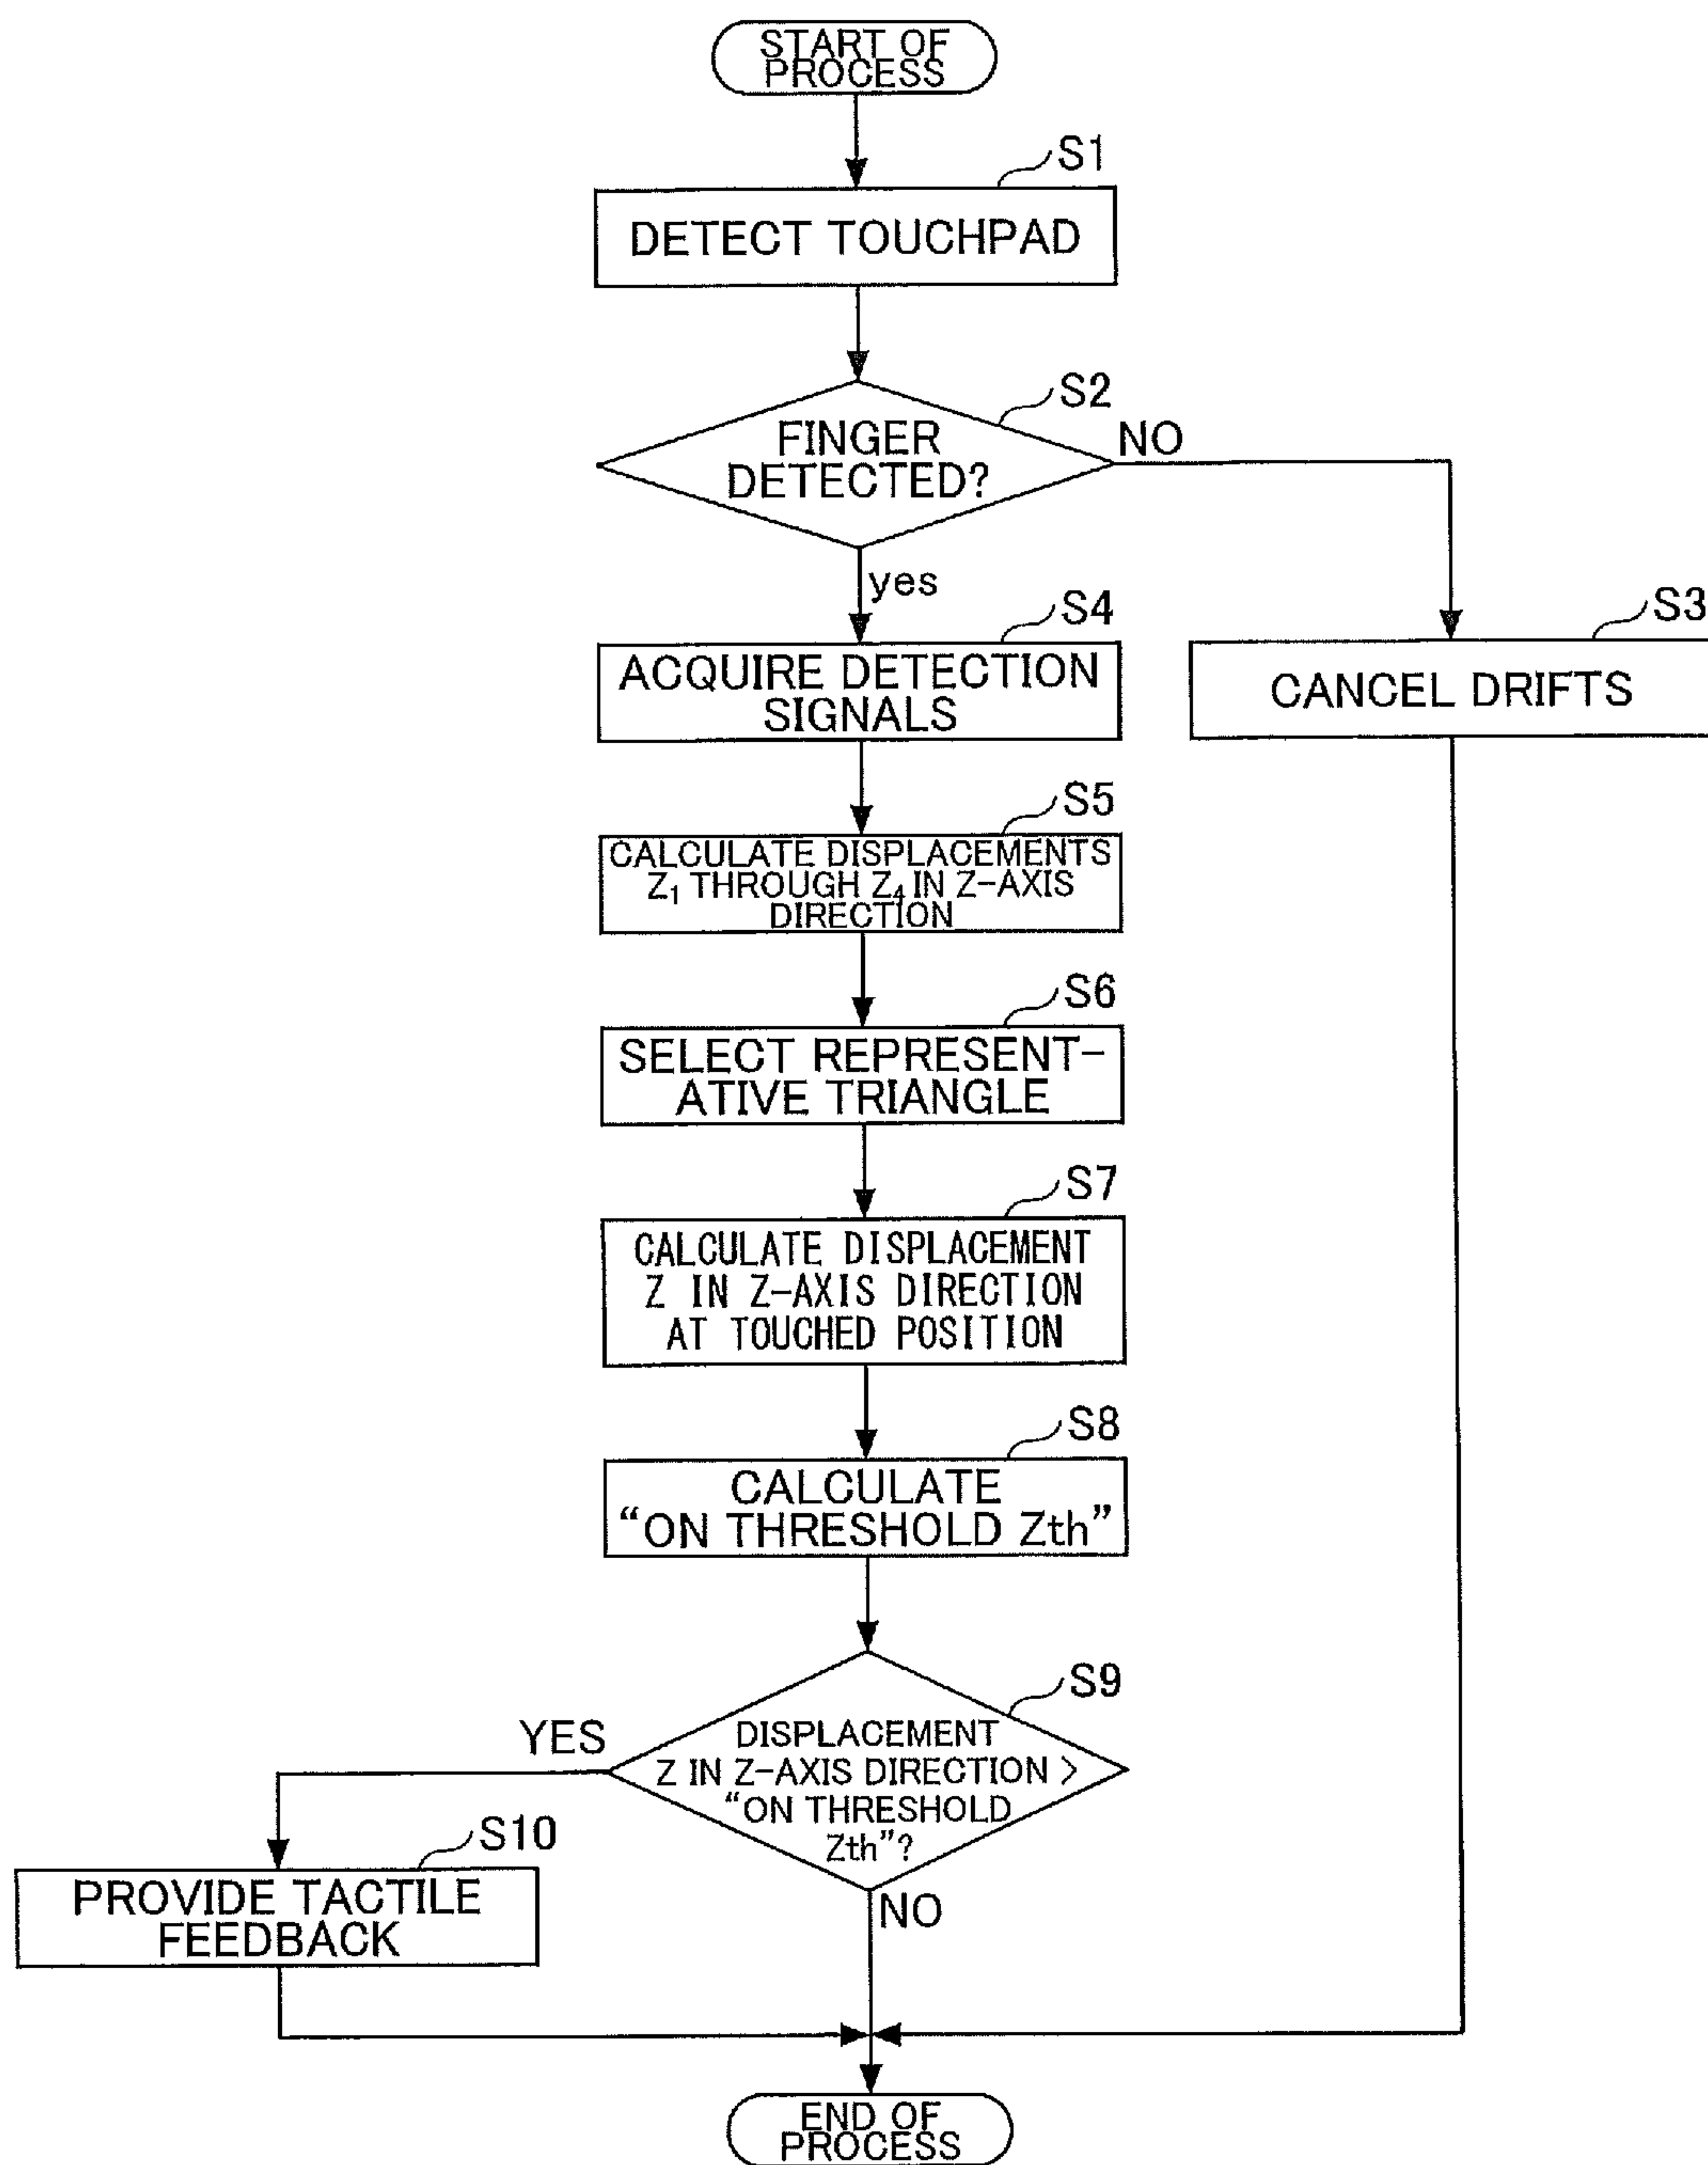 START OF
PROCESS
S1
DETECT TOUCHPAD
S2
FINGER
DETECTED?
NO
yes
S4
ACQUIRE DETECTION
SIGNALS
S3
CANCEL DRIFTS
S5
CALCULATE DISPLACEMENTS
Z₁ THROUGH Z₄ IN Z-AXIS
DIRECTION
S6
SELECT REPRESENT-
ATIVE TRIANGLE
S7
CALCULATE DISPLACEMENT
Z IN Z-AXIS DIRECTION
AT TOUCHED POSITION
S8
CALCULATE
“ON THRESHOLD Zth”
S9
DISPLACEMENT
Z IN Z-AXIS DIRECTION >
“ON THRESHOLD
Zth”?
YES
S10
PROVIDE TACTILE
FEEDBACK
NO
END OF
PROCESS